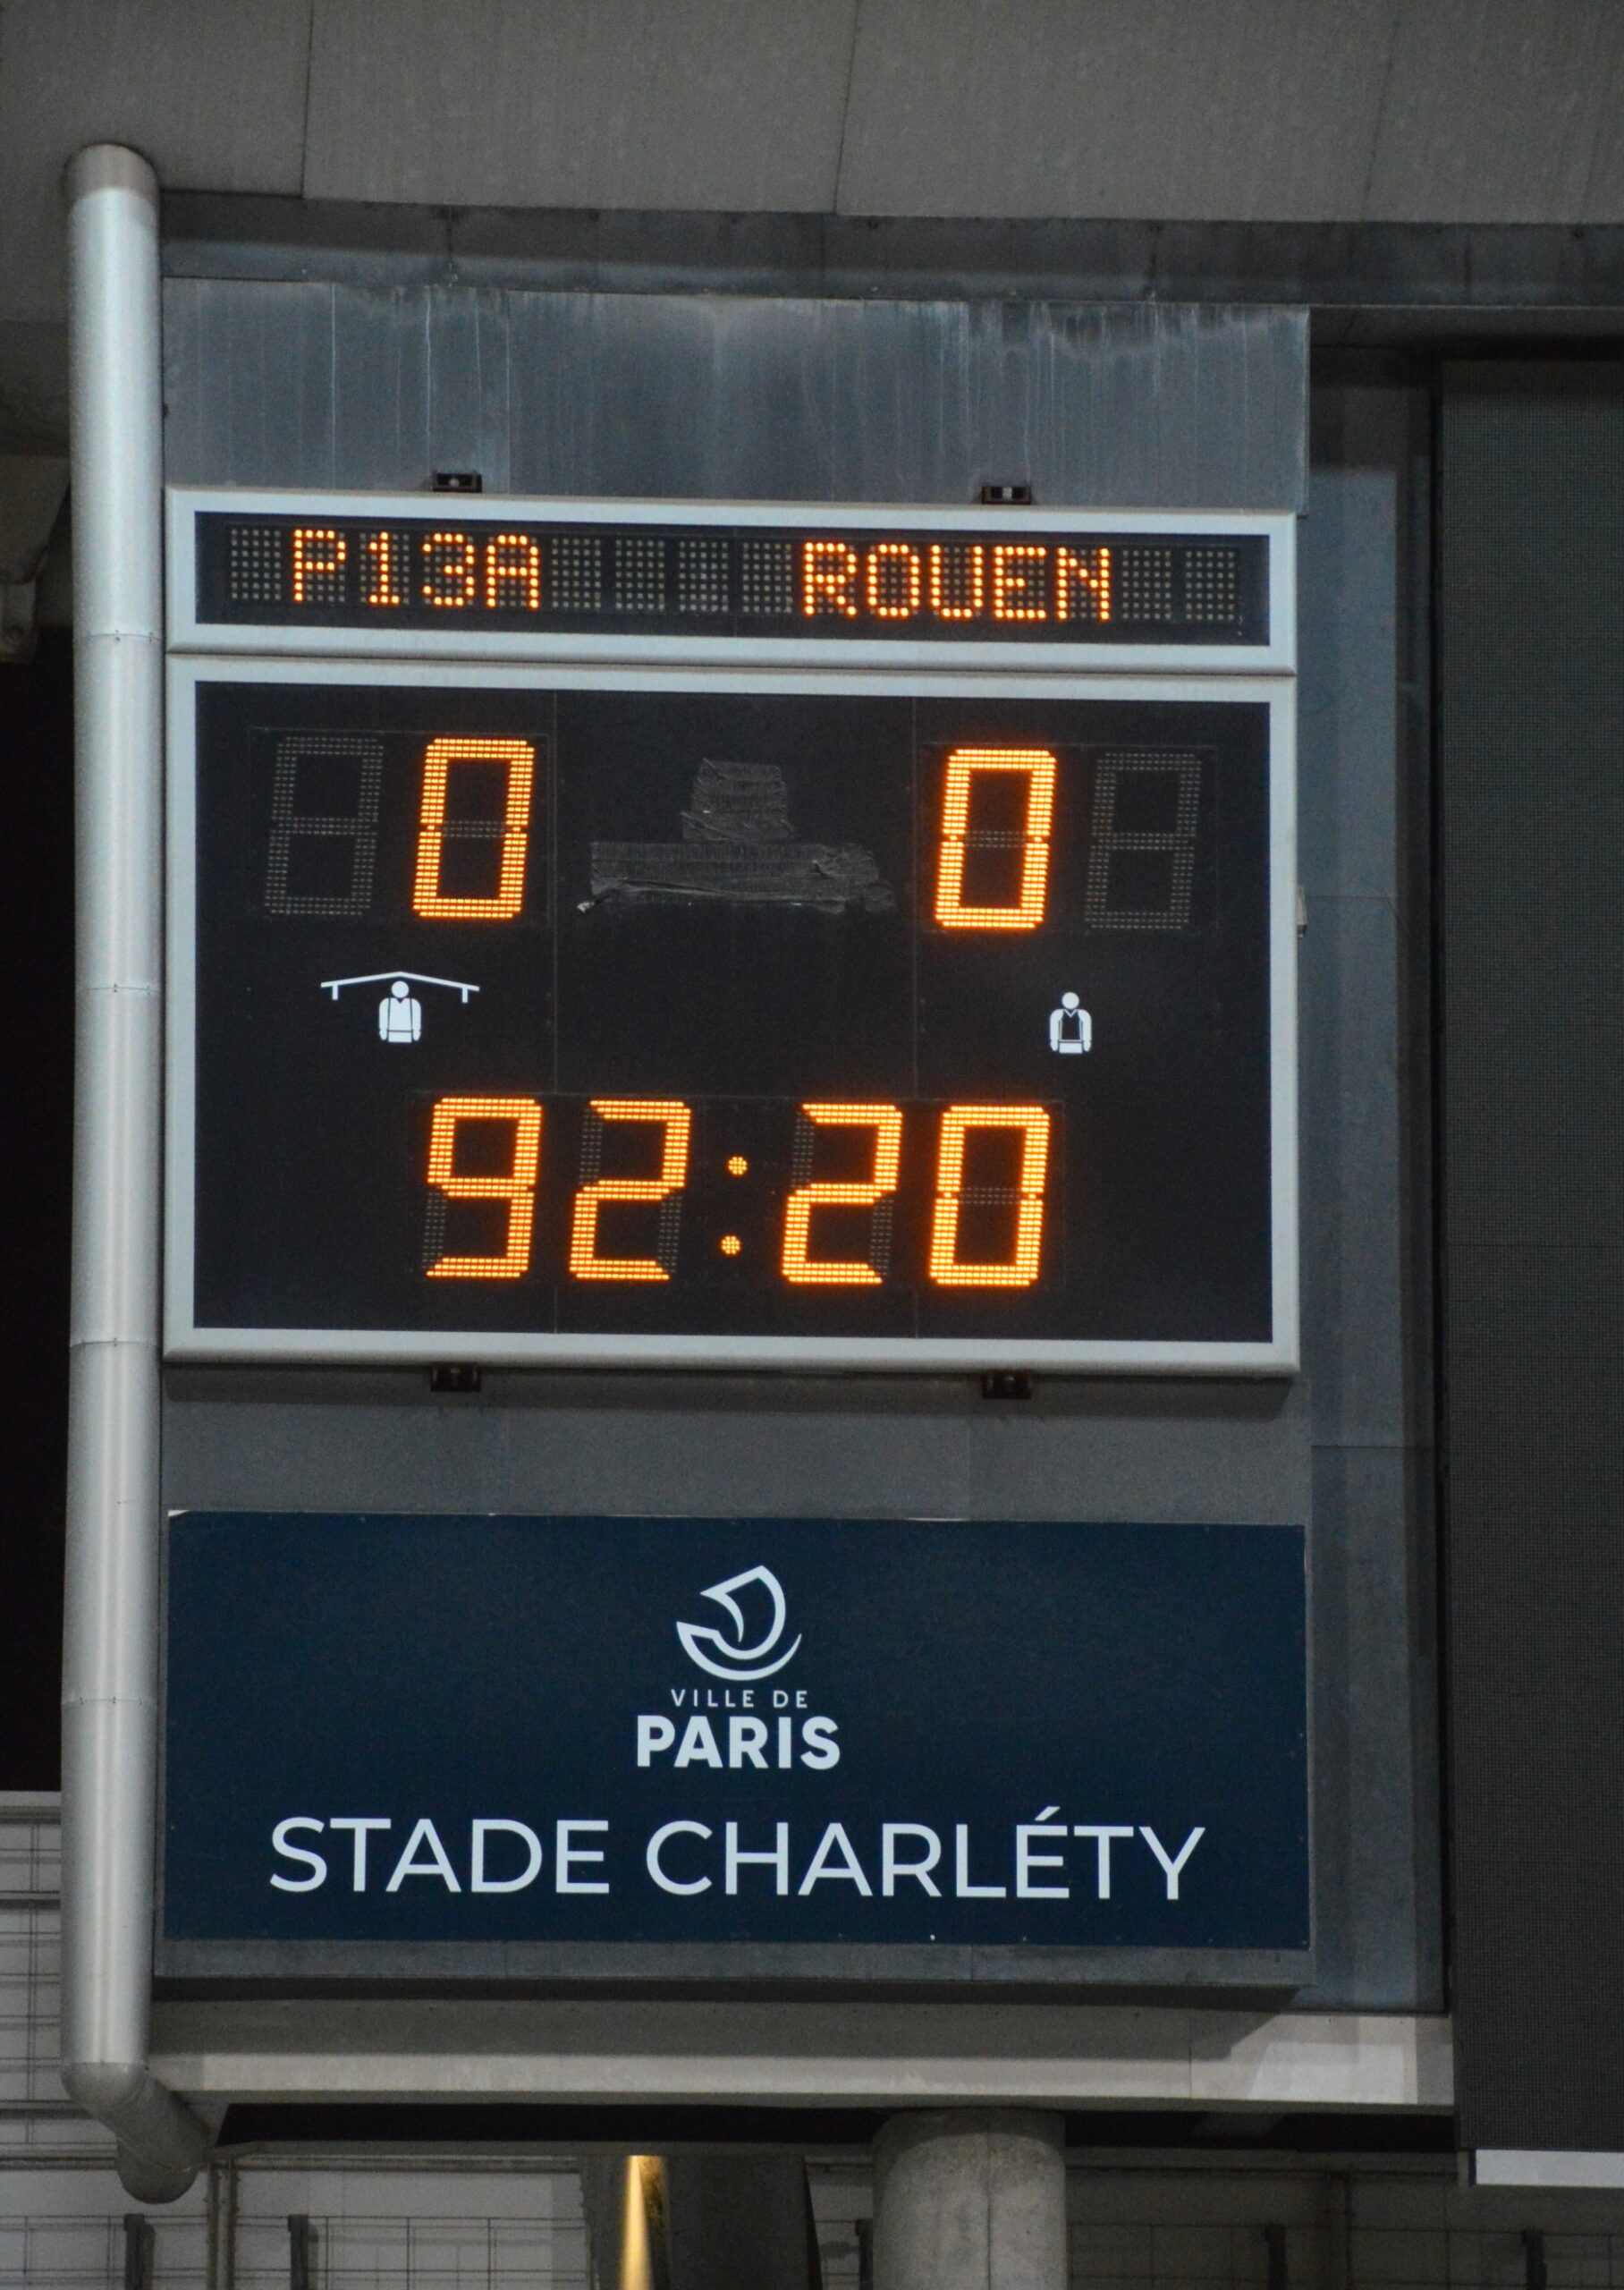 P13A ROUEN
0 0
92:20
VILLE DE
PARIS
STADE CHARLÉTY